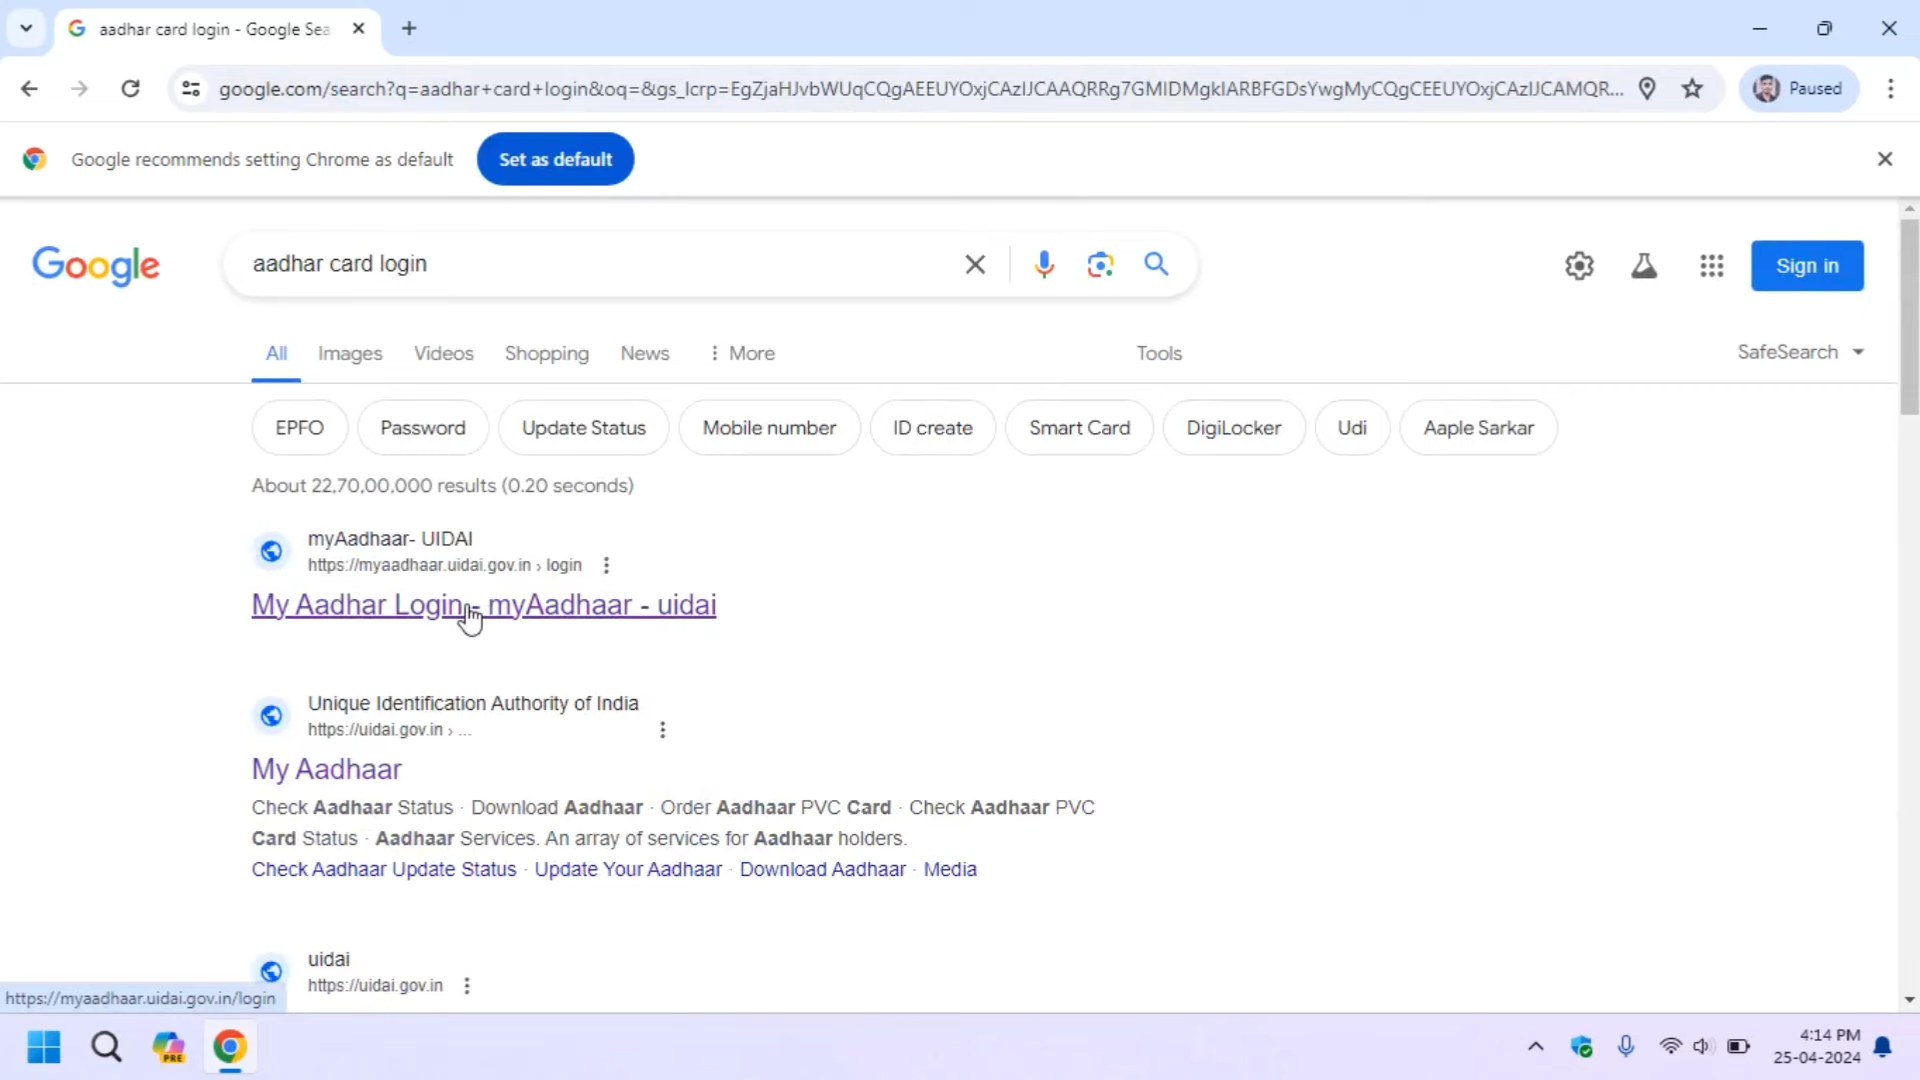 aadhar card login - Google Sea
google.com/search?q=aadhar+card+login&oq=&gs_lcrp=EgZjaHJvbWUqCQgAEEUYOxjCAzIJCAAQRRg7GMIDMgkIARBFGDsYwgMyCQgCEEUYOxjCAzIJCAMQR...
Paused
Google recommends setting Chrome as default
Set as default
Google
aadhar card login
Sign in
All Images Videos Shopping News More Tools SafeSearch
EPFO Password Update Status Mobile number ID create Smart Card DigiLocker Udi Aaple Sarkar
About 22,70,00,000 results (0.20 seconds)
myAadhaar- UIDAI
https://myaadhaar.uidai.gov.in › login
My Aadhar Login - myAadhaar - uidai
Unique Identification Authority of India
https://uidai.gov.in › ...
My Aadhaar
Check Aadhaar Status · Download Aadhaar · Order Aadhaar PVC Card · Check Aadhaar PVC
Card Status · Aadhaar Services. An array of services for Aadhaar holders.
Check Aadhaar Update Status · Update Your Aadhaar · Download Aadhaar · Media
uidai
https://uidai.gov.in
https://myaadhaar.uidai.gov.in/login
PRE
4:14 PM
25-04-2024